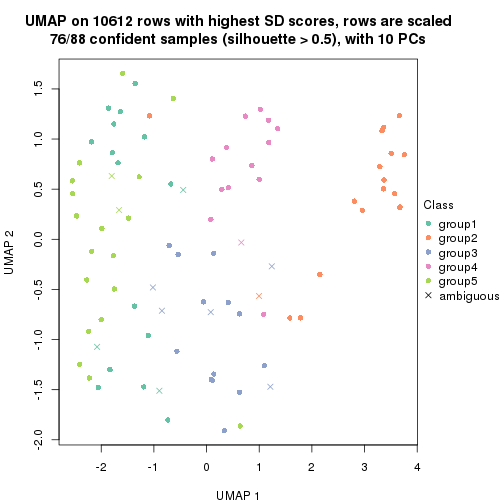 UMAP on 10612 rows with highest SD scores, rows are scaled
76/88 confident samples (silhouette > 0.5), with 10 PCs
1.5
1.0
0.5
0.0
-0.5
-1.0
-1.5
-2.0
UMAP 2
-2 -1 0 1 2 3 4
UMAP 1
Class
group1
group2
group3
group4
group5
ambiguous